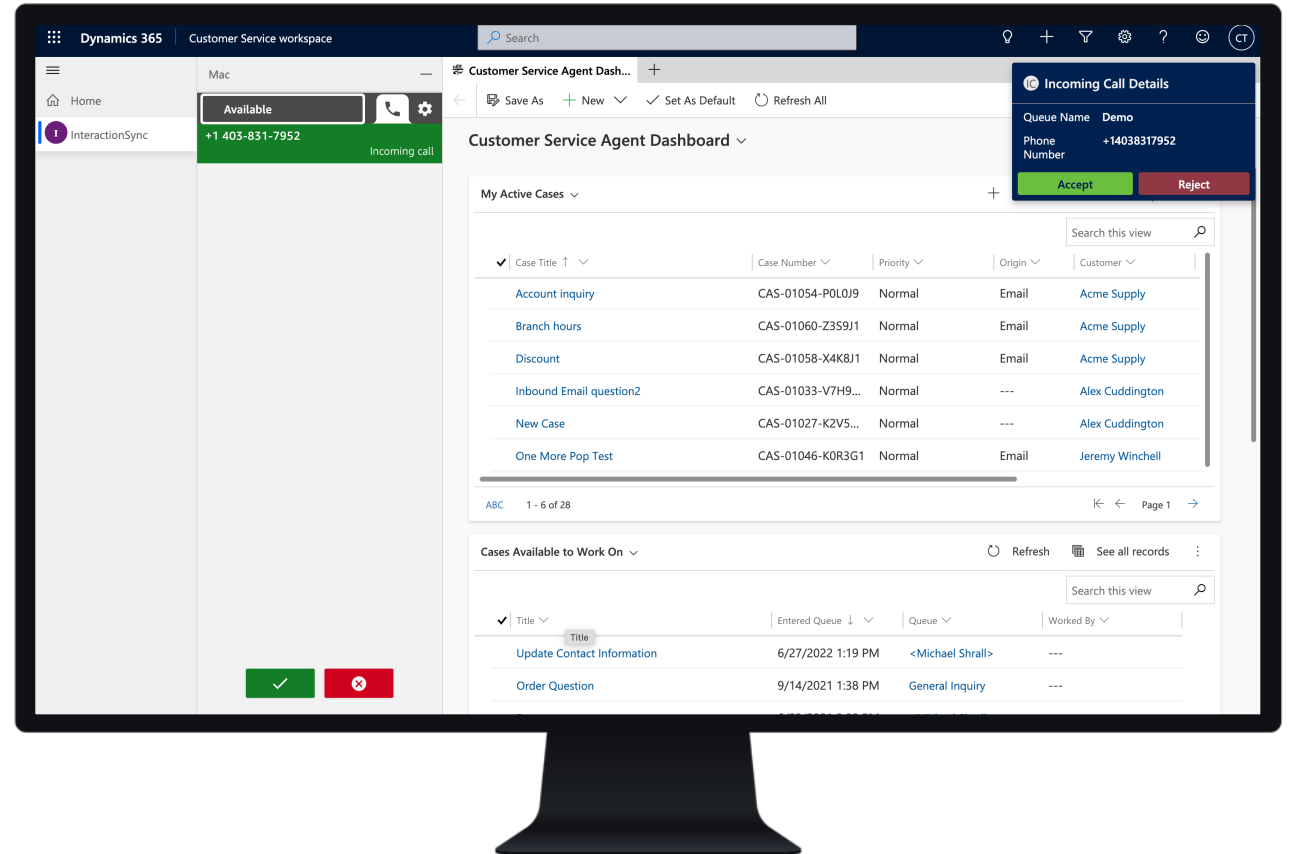 Dynamics 365 Customer Service workspace Search CT
Mac
Home
I InteractionSync
Available
+1 403-831-7952
Incoming call
Customer Service Agent Dash...
Save As New Set As Default Refresh All
Customer Service Agent Dashboard
IC Incoming Call Details
Queue Name Demo
Phone Number +14038317952
Accept Reject
My Active Cases
Search this view
Case Title Case Number Priority Origin Customer
Account inquiry CAS-01054-P0L0J9 Normal Email Acme Supply
Branch hours CAS-01060-Z3S9J1 Normal Email Acme Supply
Discount CAS-01058-X4K8J1 Normal Email Acme Supply
Inbound Email question2 CAS-01033-V7H9... Normal --- Alex Cuddington
New Case CAS-01027-K2V5... Normal --- Alex Cuddington
One More Pop Test CAS-01046-K0R3G1 Normal Email Jeremy Winchell
ABC 1 - 6 of 28 Page 1
Cases Available to Work On Refresh See all records
Search this view
Title Entered Queue Queue Worked By
Title
Update Contact Information 6/27/2022 1:19 PM <Michael Shrall> ---
Order Question 9/14/2021 1:38 PM General Inquiry ---